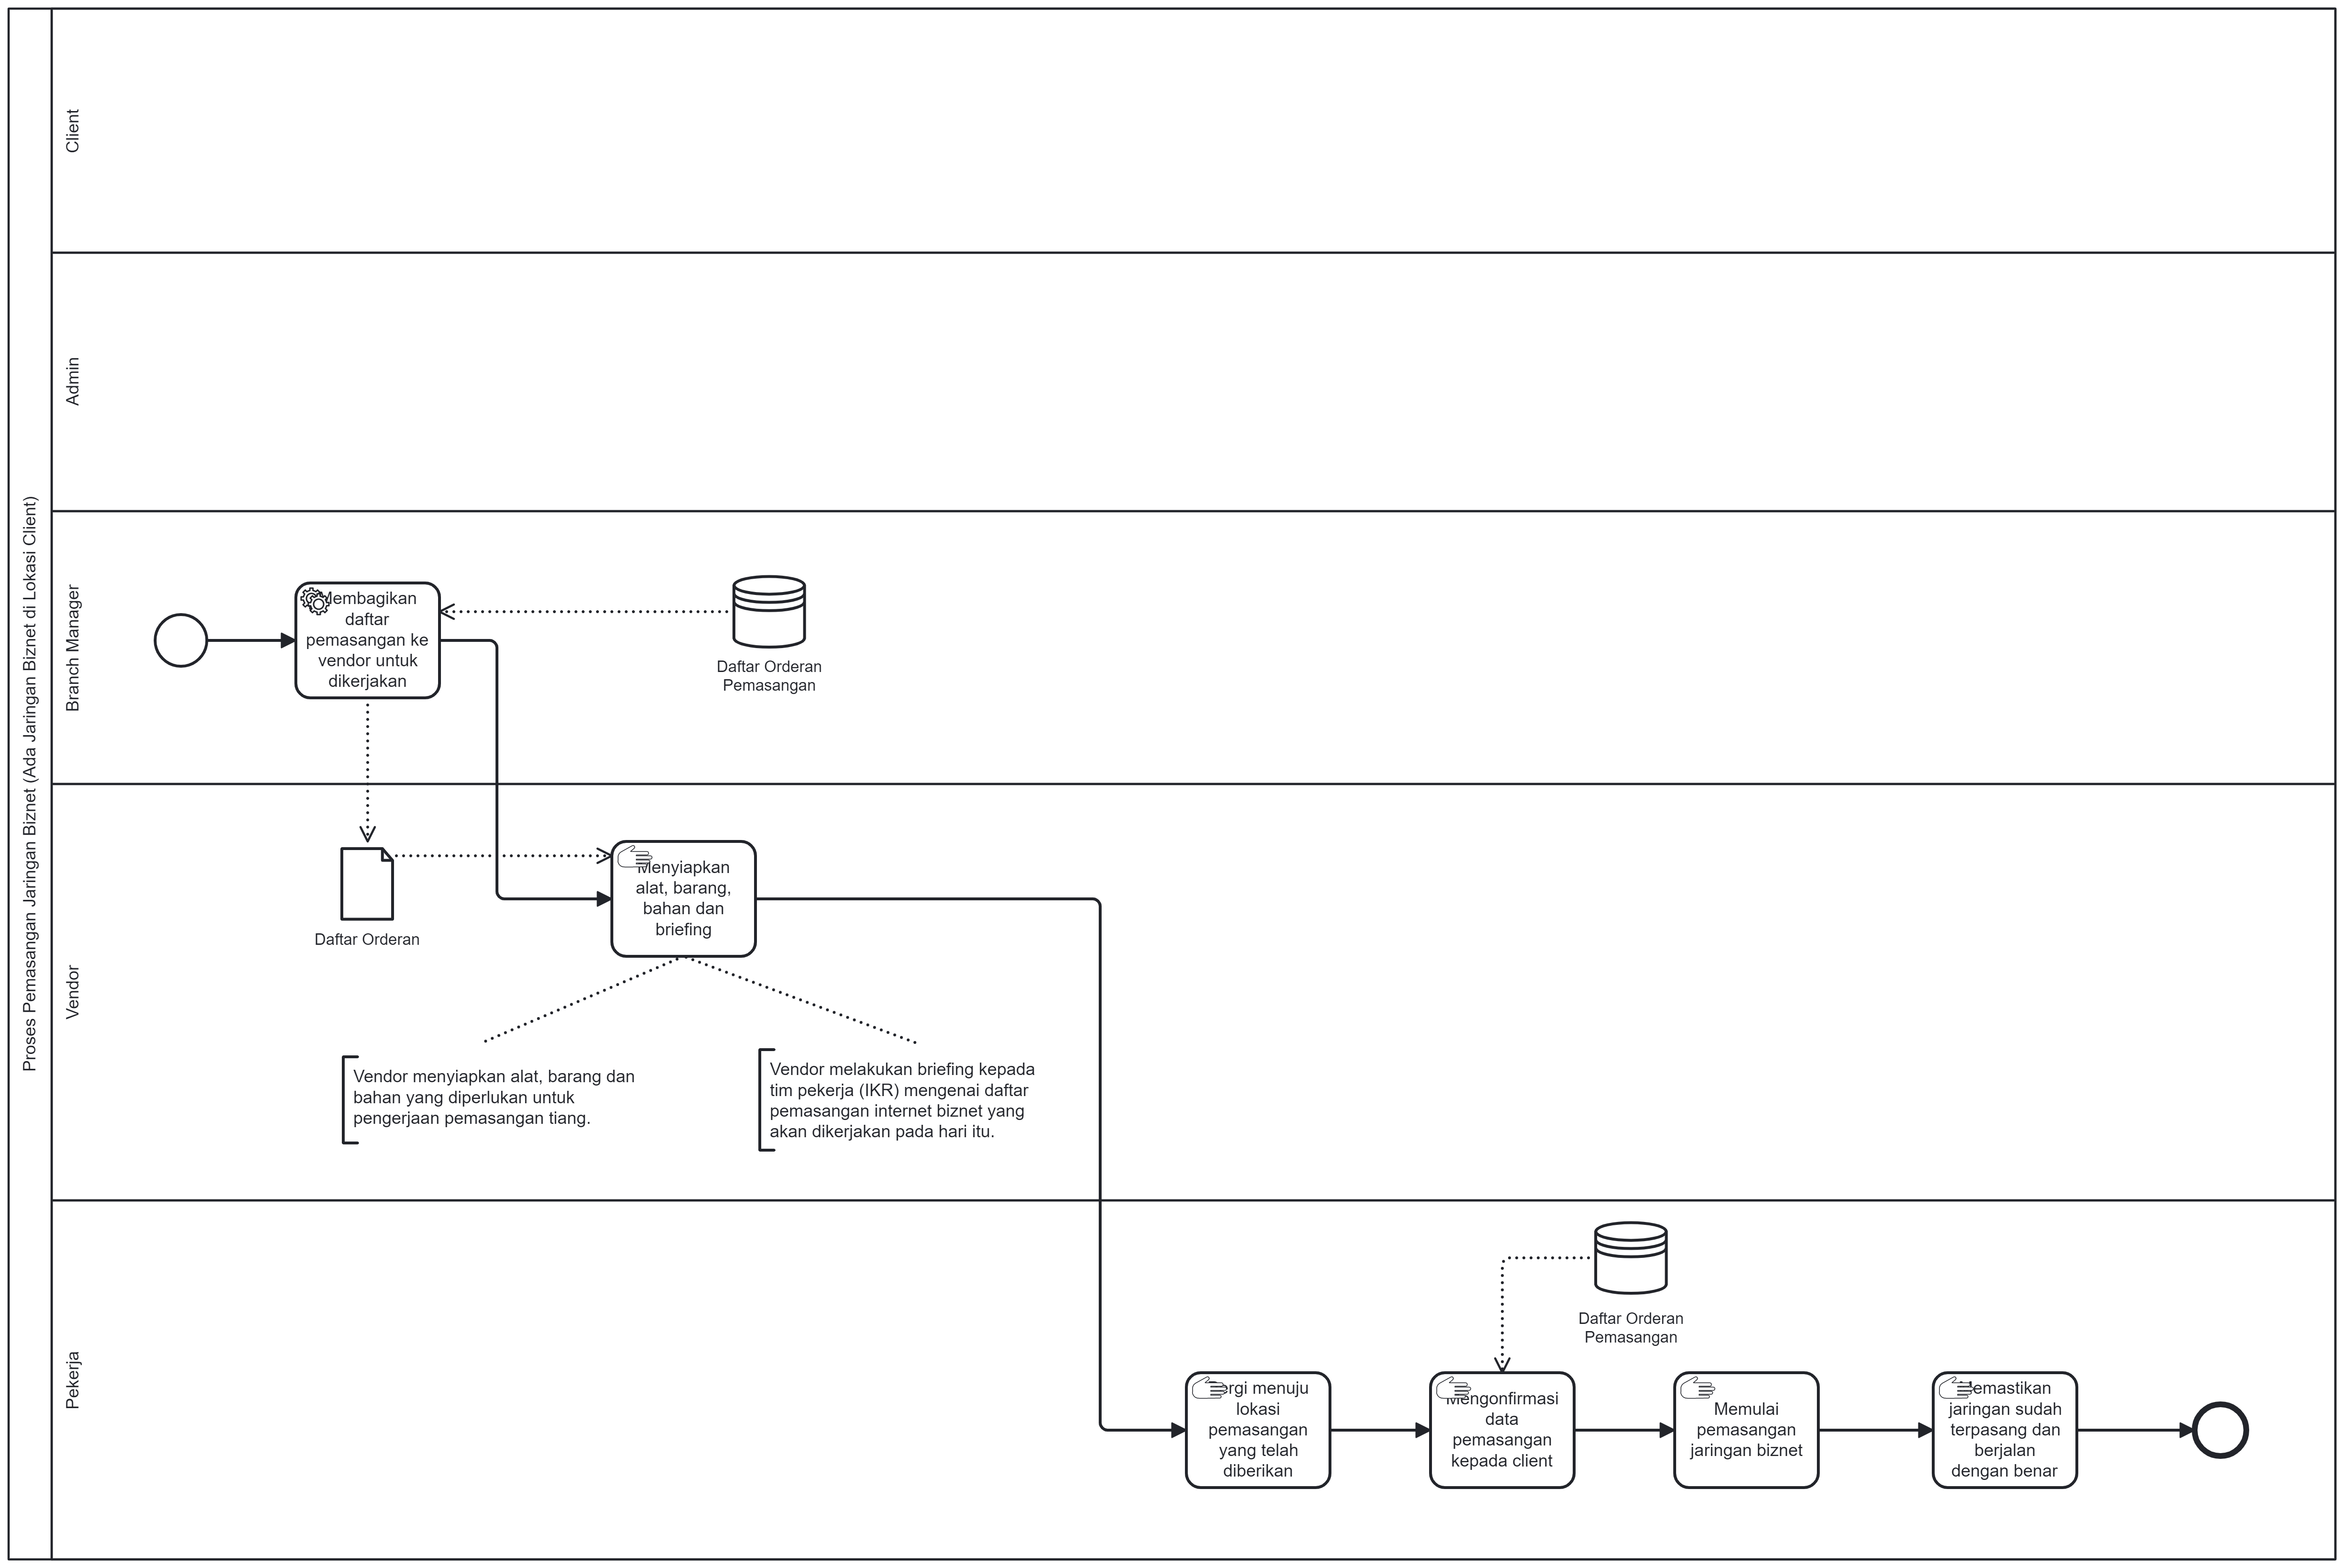 Proses Pemasangan Jaringan Biznet (Ada Jaringan Biznet di Lokasi Client)
Client
Admin
Branch Manager
Membagikan
daftar
pemasangan ke
vendor untuk
dikerjakan
Daftar Orderan
Pemasangan
Vendor
Daftar Orderan
Menyiapkan
alat, barang,
bahan dan
briefing
Vendor menyiapkan alat, barang dan
bahan yang diperlukan untuk
pengerjaan pemasangan tiang.
Vendor melakukan briefing kepada
tim pekerja (IKR) mengenai daftar
pemasangan internet biznet yang
akan dikerjakan pada hari itu.
Pekerja
Daftar Orderan
Pemasangan
Pergi menuju
lokasi
pemasangan
yang telah
diberikan
Mengonfirmasi
data
pemasangan
kepada client
Memulai
pemasangan
jaringan biznet
Memastikan
jaringan sudah
terpasang dan
berjalan
dengan benar